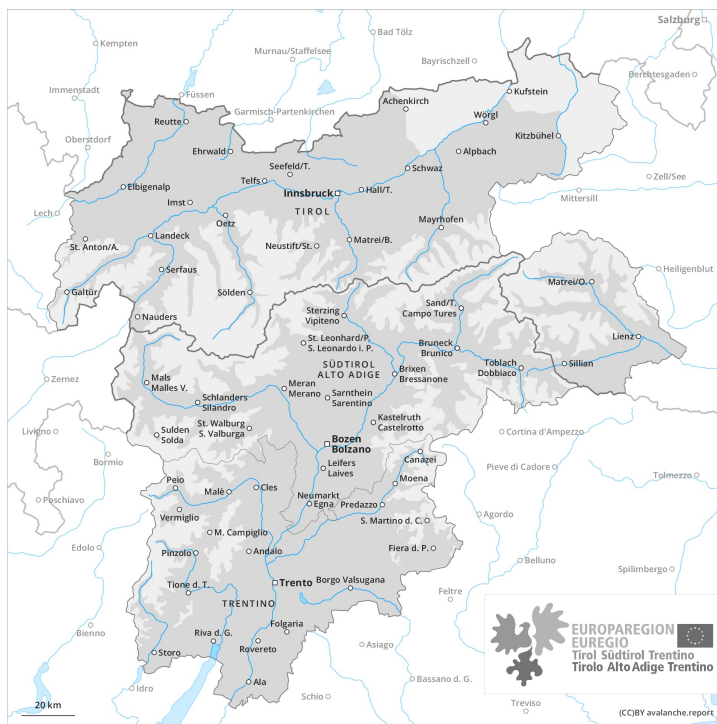 Salzburg
Bad Tölz
Kempten
Murnau/Staffelsee
Bayrischzell
Berchtesgaden
Immenstadt
Füssen
Kufstein
Achenkirch
Garmisch-Partenkirchen
Wörgl
Reutte
Kitzbühel
Oberstdorf
Ehrwald
Alpbach
Seefeld/T.
Schwaz
Zell/See
Telfs
Elbigenalp
Innsbruck
Hall/T.
Mittersill
Imst
TIROL
Lech
Oetz
Mayrhofen
Landeck
Matrei/B.
St. Anton/A.
Neustift/St.
Serfaus
Heiligenblut
Matrei/O.
Galtür
Sölden
Sand/T.
Campo Tures
Nauders
Sterzing
Vipiteno
Lienz
St. Leonhard/P.
S. Leonardo i. P.
Bruneck
Brunico
Toblach
Dobbiaco
Sillian
SÜDTIROL
ALTO ADIGE
Brixen
Bressanone
Zernez
Mals
Malles V.
Meran
Merano
Sarnthein
Sarentino
Schlanders
Silandro
St. Walburg
S. Valburga
Kastelruth
Castelrotto
Livigno
Sulden
Solda
Cortina d'Ampezzo
Bozen
Bolzano
Canazei
Bormio
Leifers
Laives
Pieve di Cadore
Tolmezzo
Peio
Moena
Malè
Cles
Neumarkt
Egna
Predazzo
Poschiavo
Vermiglio
Agordo
S. Martino d. C.
M. Campiglio
Edolo
Pinzolo
Andalo
Fiera d. P.
Belluno
Spilimbergo
Tione d. T.
Trento
Borgo Valsugana
Feltre
TRENTINO
Folgaria
Bienno
Riva d. G.
Rovereto
Asiago
Storo
Ala
Idro
Schio
Bassano d. G.
Treviso
EUROPAREGION
EUREGIO
Tirol Südtirol Trentino
Tirolo Alto Adige Trentino
20 km
(CC)BY avalanche.report